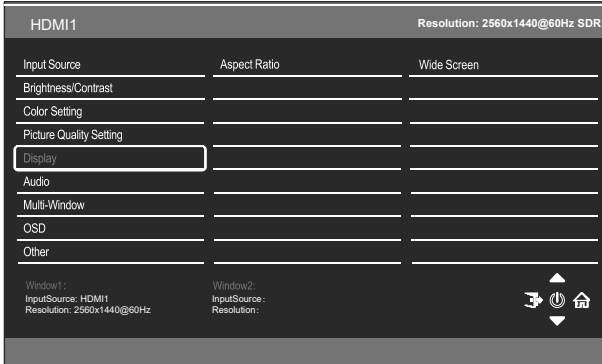 HDMI1
Resolution: 2560x1440@60Hz SDR
Input Source Aspect Ratio Wide Screen
Brightness/Contrast
Color Setting
Picture Quality Setting
Display
Audio
Multi-Window
OSD
Other
Window1: Window2:
InputSource: HDMI1 InputSource:
Resolution: 2560x1440@60Hz Resolution: